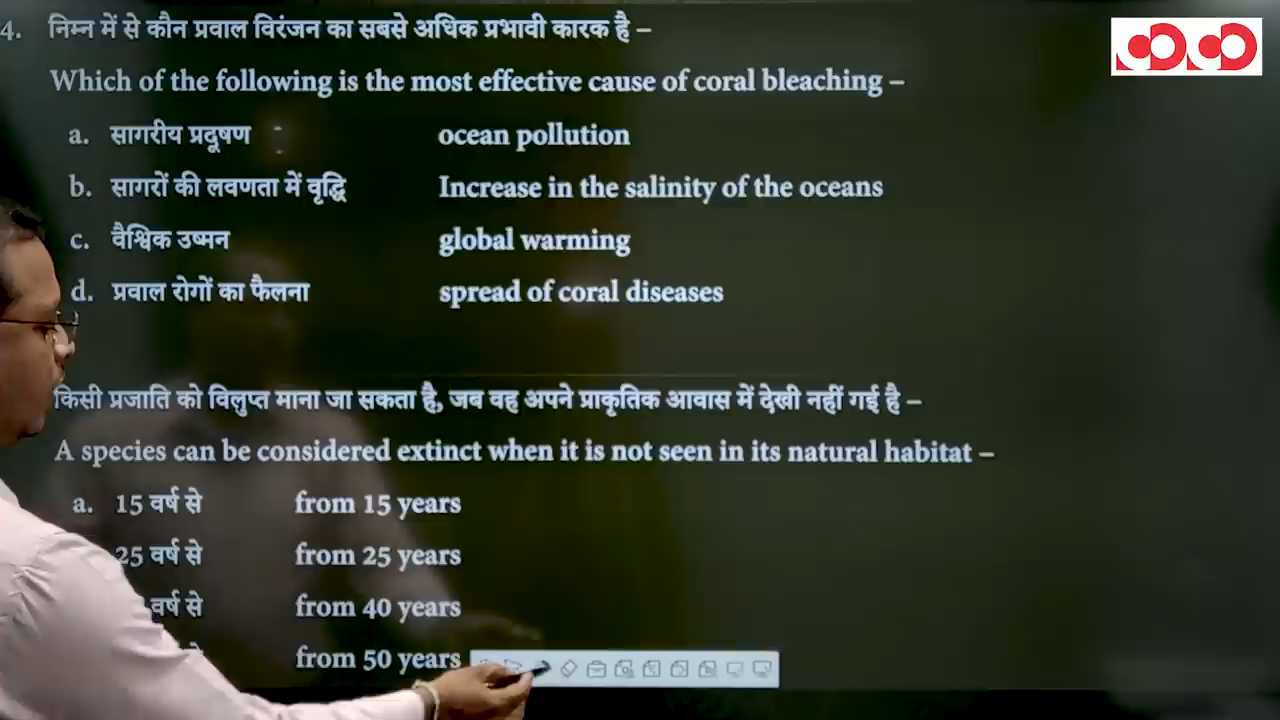 4. निम्न में से कौन प्रवाल विरंजन का सबसे अधिक प्रभावी कारक है –
Which of the following is the most effective cause of coral bleaching –
a. सागरीय प्रदूषण ocean pollution
b. सागरों की लवणता में वृद्धि Increase in the salinity of the oceans
c. वैश्विक उष्मन global warming
d. प्रवाल रोगों का फैलना spread of coral diseases
किसी प्रजाति को विलुप्त माना जा सकता है, जब वह अपने प्राकृतिक आवास में देखी नहीं गई है –
A species can be considered extinct when it is not seen in its natural habitat –
a. 15 वर्ष से from 15 years
25 वर्ष से from 25 years
वर्ष से from 40 years
from 50 years